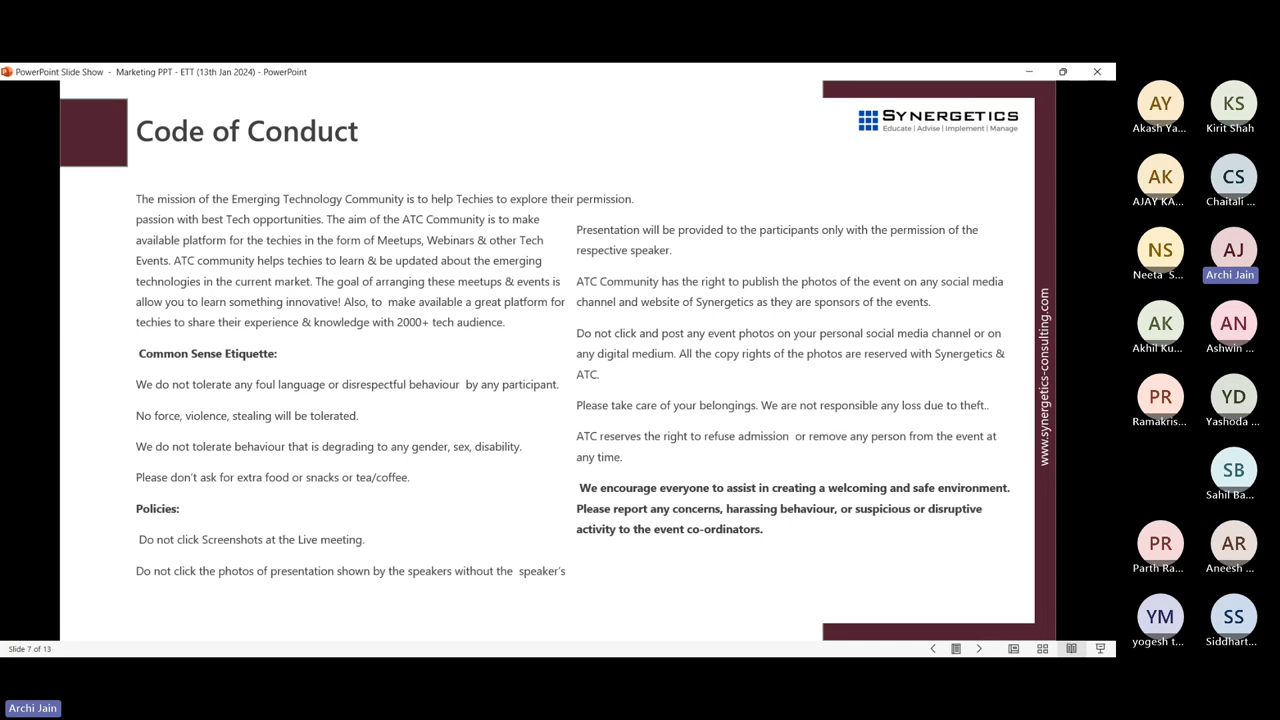 PowerPoint Slide Show - Marketing PPT - ETT (13th Jan 2024) - PowerPoint
Code of Conduct
SYNERGETICS
Educate | Advise | Implement | Manage
The mission of the Emerging Technology Community is to help Techies to explore their
passion with best Tech opportunities. The aim of the ATC Community is to make
available platform for the techies in the form of Meetups, Webinars & other Tech
Events. ATC community helps techies to learn & be updated about the emerging
technologies in the current market. The goal of arranging these meetups & events is
allow you to learn something innovative! Also, to  make available a great platform for
techies to share their experience & knowledge with 2000+ tech audience.
Common Sense Etiquette:
We do not tolerate any foul language or disrespectful behaviour  by any participant.
No force, violence, stealing will be tolerated.
We do not tolerate behaviour that is degrading to any gender, sex, disability.
Please don't ask for extra food or snacks or tea/coffee.
Policies:
Do not click Screenshots at the Live meeting.
Do not click the photos of presentation shown by the speakers without the  speaker's
permission.
Presentation will be provided to the participants only with the permission of the
respective speaker.
ATC Community has the right to publish the photos of the event on any social media
channel and website of Synergetics as they are sponsors of the events.
Do not click and post any event photos on your personal social media channel or on
any digital medium. All the copy rights of the photos are reserved with Synergetics &
ATC.
Please take care of your belongings. We are not responsible any loss due to theft..
ATC reserves the right to refuse admission  or remove any person from the event at
any time.
We encourage everyone to assist in creating a welcoming and safe environment.
Please report any concerns, harassing behaviour, or suspicious or disruptive
activity to the event co-ordinators.
www.synergetics-consulting.com
Slide 7 of 13
AY
Akash Ya...
KS
Kirit Shah
AK
AJAY KA...
CS
Chaitali ...
NS
Neeta S...
AJ
Archi Jain
AK
Akhil Ku...
AN
Ashwin ...
PR
Ramakris...
YD
Yashoda ...
SB
Sahil Ba...
PR
Parth Ra...
AR
Aneesh ...
YM
yogesh t...
SS
Siddhart...
Archi Jain